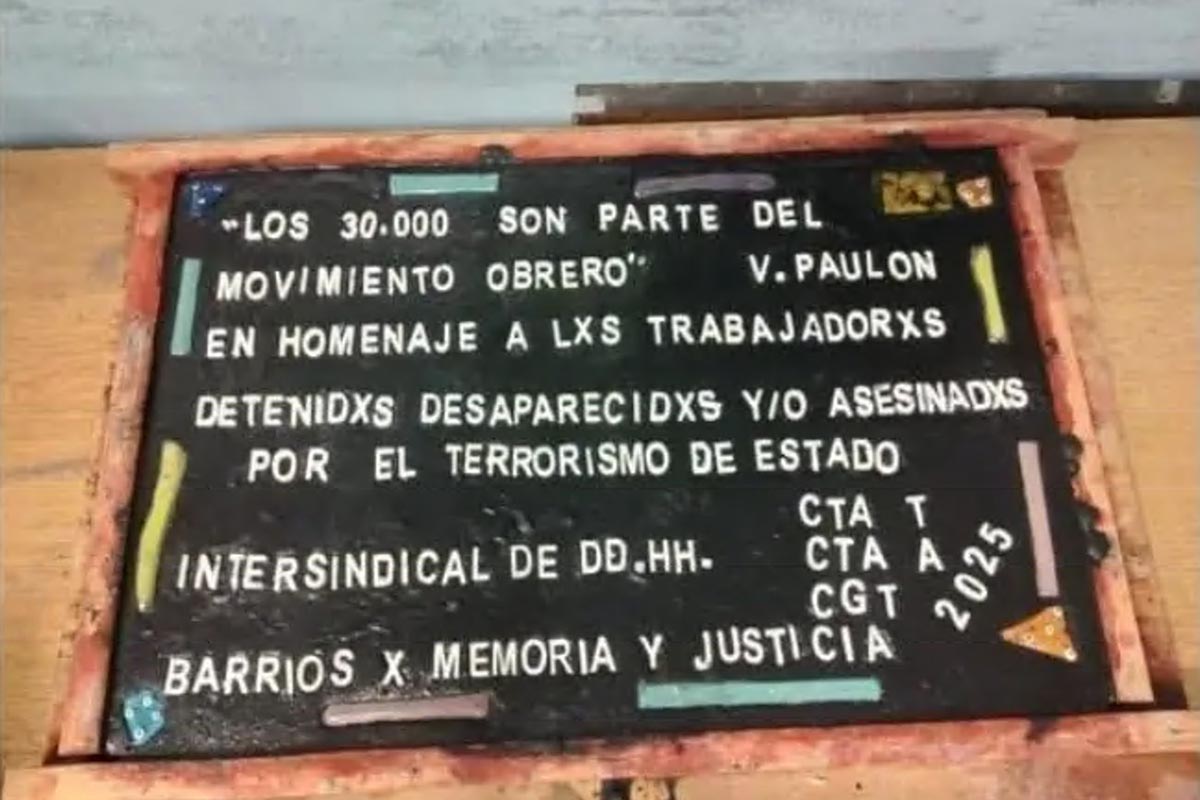 "LOS 30.000 SON PARTE DEL
MOVIMIENTO OBRERO" V. PAULON
EN HOMENAJE A LXS TRABAJADORXS
DETENIDXS DESAPARECIDXS Y/O ASESINADXS
POR EL TERRORISMO DE ESTADO
CTA T
INTERSINDICAL DE DD.HH. CTA A
CGT
2025
BARRIOS X MEMORIA Y JUSTICIA